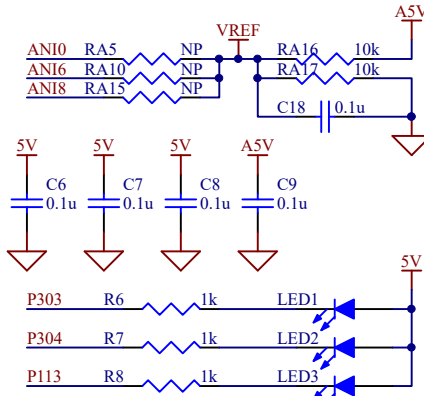 A5V
VREF
ANI0 RA5 NP RA16 10k
ANI6 RA10 NP RA17 10k
ANI8 RA15 NP
C18 0.1u
5V 5V 5V A5V
C6 C7 C8 C9
0.1u 0.1u 0.1u 0.1u
5V
P303 R6 1k LED1
P304 R7 1k LED2
P113 R8 1k LED3